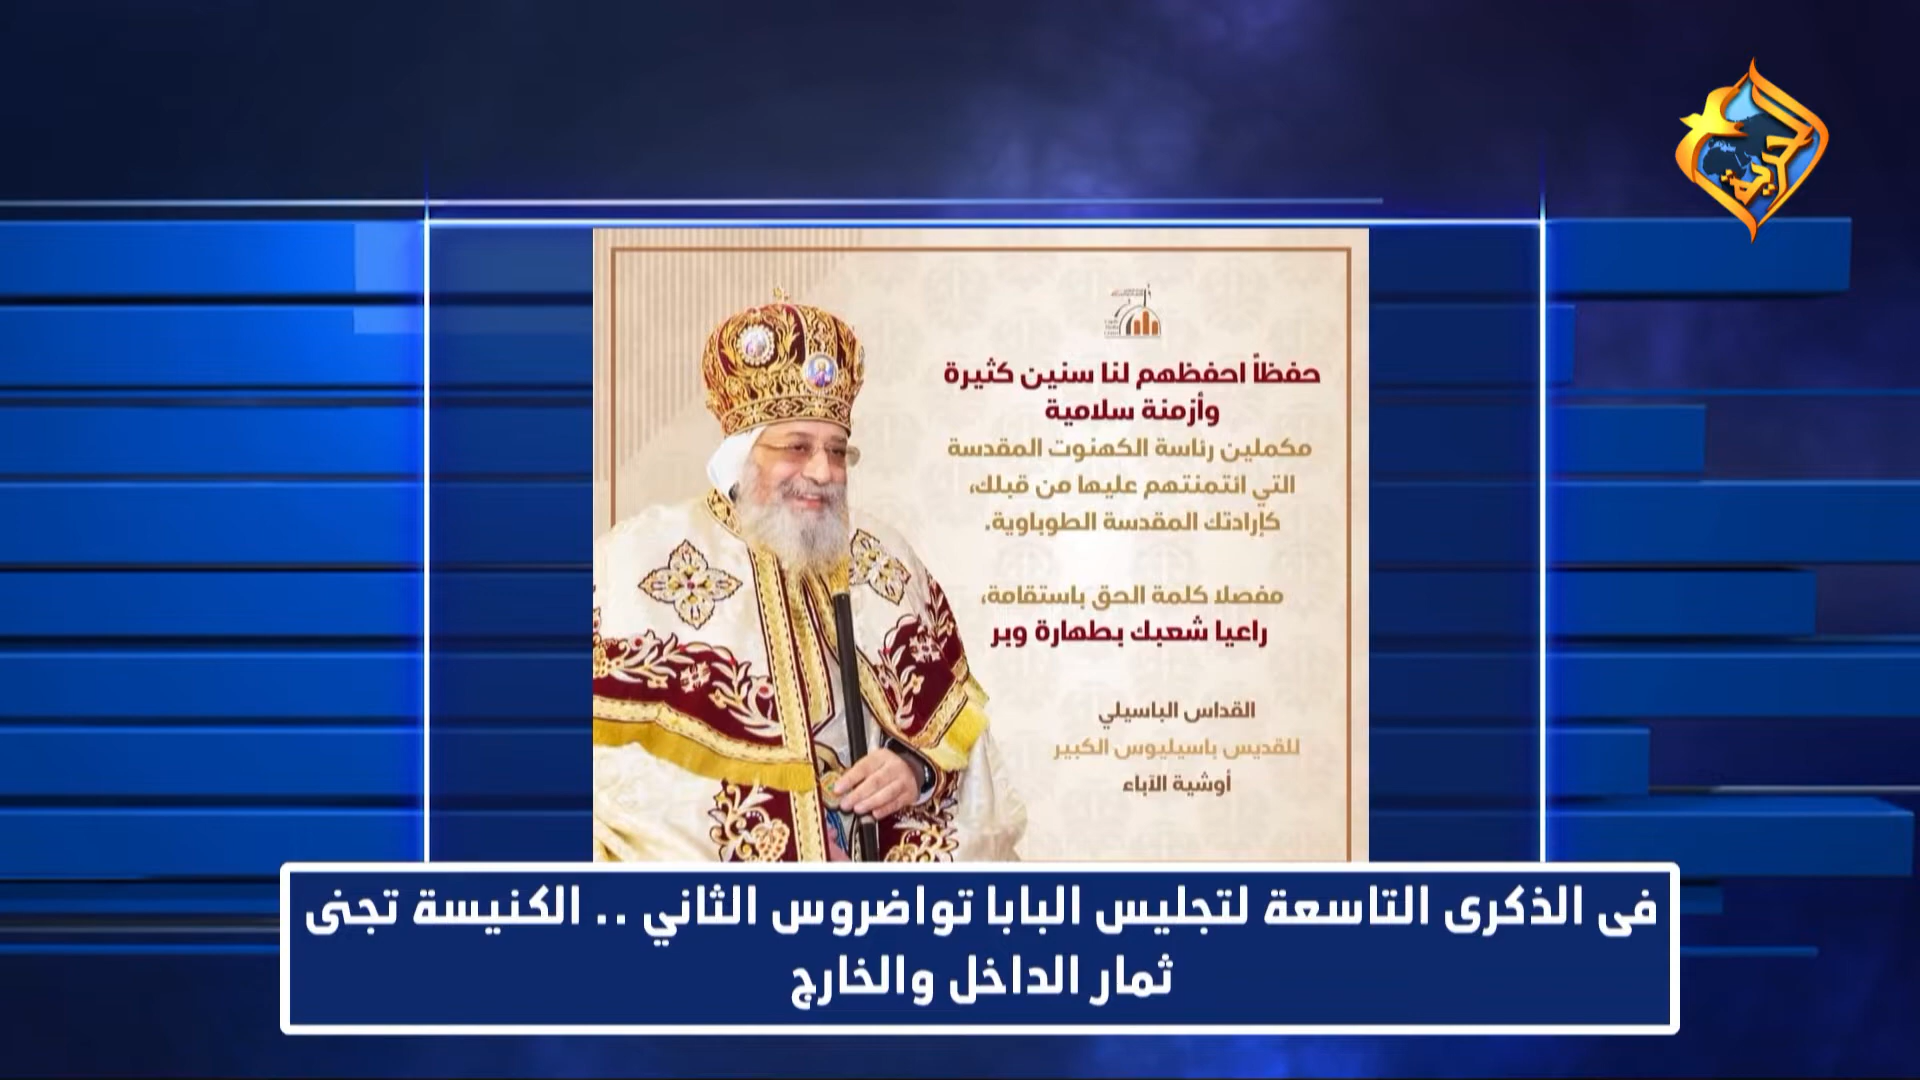 الحرية
حفظاً احفظهم لنا سنين كثيرة
وأزمنة سلامية
مكملين رئاسة الكهنوت المقدسة
التي ائتمنتهم عليها من قبلك،
كإرادتك المقدسة الطوباوية.
مفصلا كلمة الحق باستقامة،
راعيا شعبك بطهارة وبر
القداس الباسيلي
للقديس باسيليوس الكبير
أوشية الآباء
فى الذكرى التاسعة لتجليس البابا تواضروس الثاني .. الكنيسة تجنى
ثمار الداخل والخارج